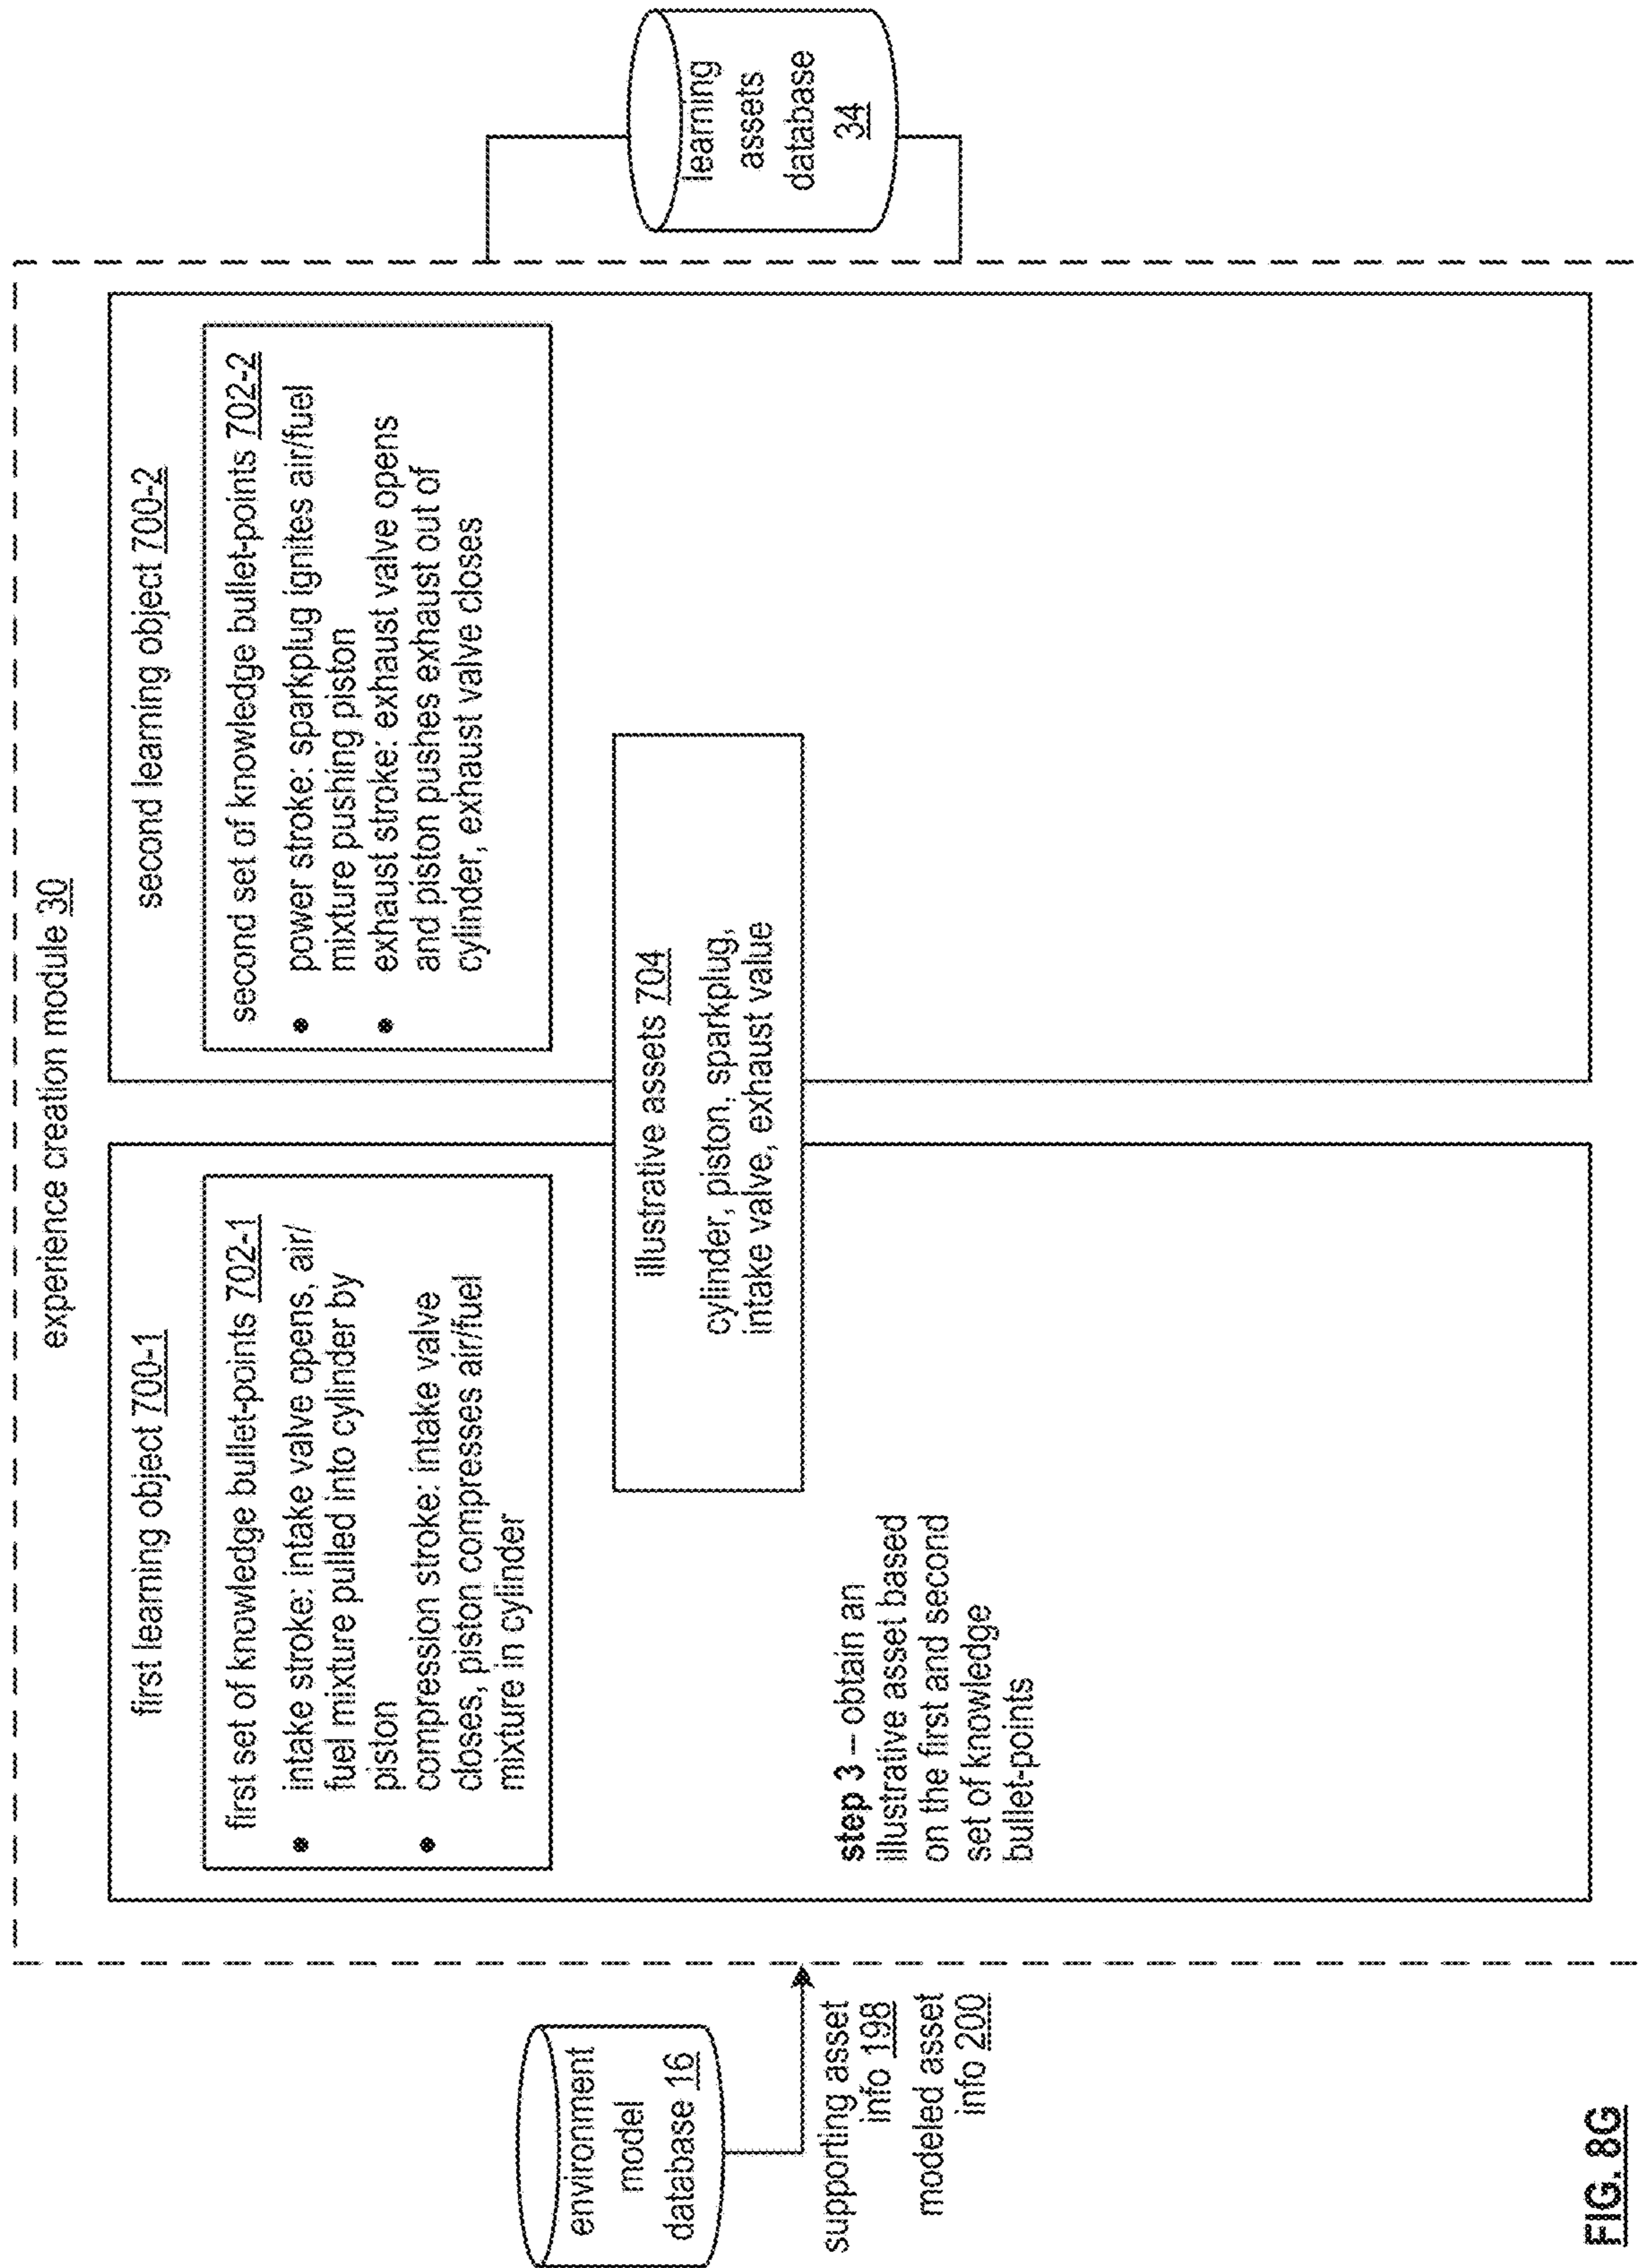 experience creation module 30
first learning object 700-1
first set of knowledge bullet-points 702-1
• intake stroke: intake valve opens, air/
fuel mixture pulled into cylinder by
piston
• compression stroke: intake valve
closes, piston compresses air/fuel
mixture in cylinder
second learning object 700-2
second set of knowledge bullet-points 702-2
• power stroke: sparkplug ignites air/fuel
mixture pushing piston
• exhaust stroke: exhaust valve opens
and piston pushes exhaust out of
cylinder, exhaust valve closes
illustrative assets 704
cylinder, piston, sparkplug,
intake valve, exhaust value
step 3 – obtain an
illustrative asset based
on the first and second
set of knowledge
bullet-points
environment
model
database 16
supporting asset
info 198
modeled asset
info 200
learning
assets
database
34
FIG. 8G